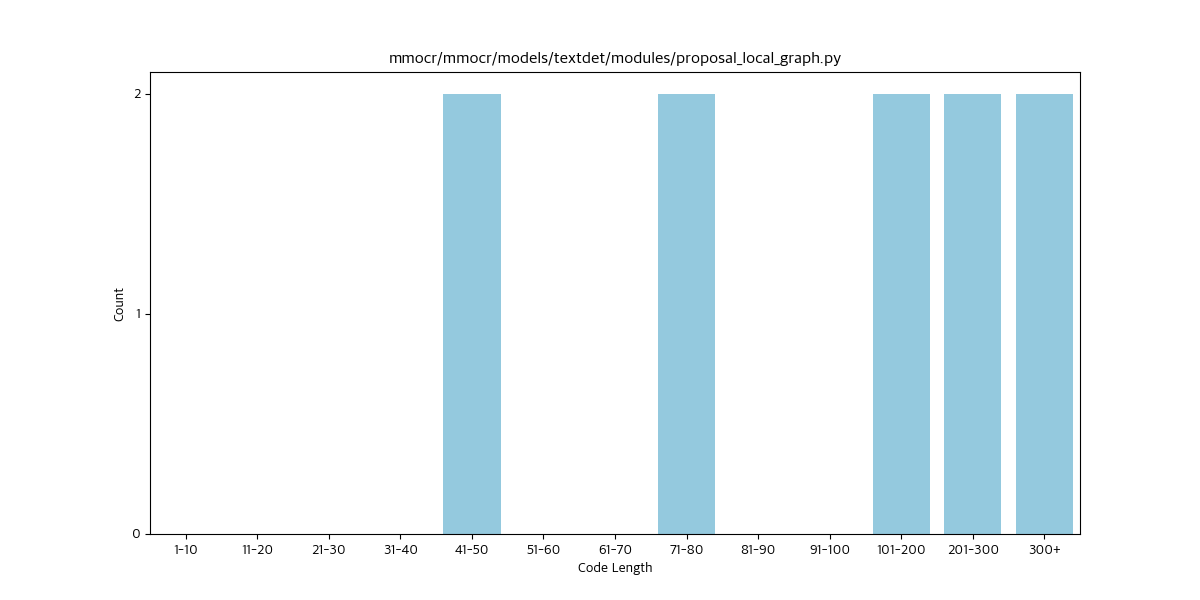 mmocr/mmocr/models/textdet/modules/proposal_local_graph.py
2
1
0
Count
1-10 11-20 21-30 31-40 41-50 51-60 61-70 71-80 81-90 91-100 101-200 201-300 300+
Code Length